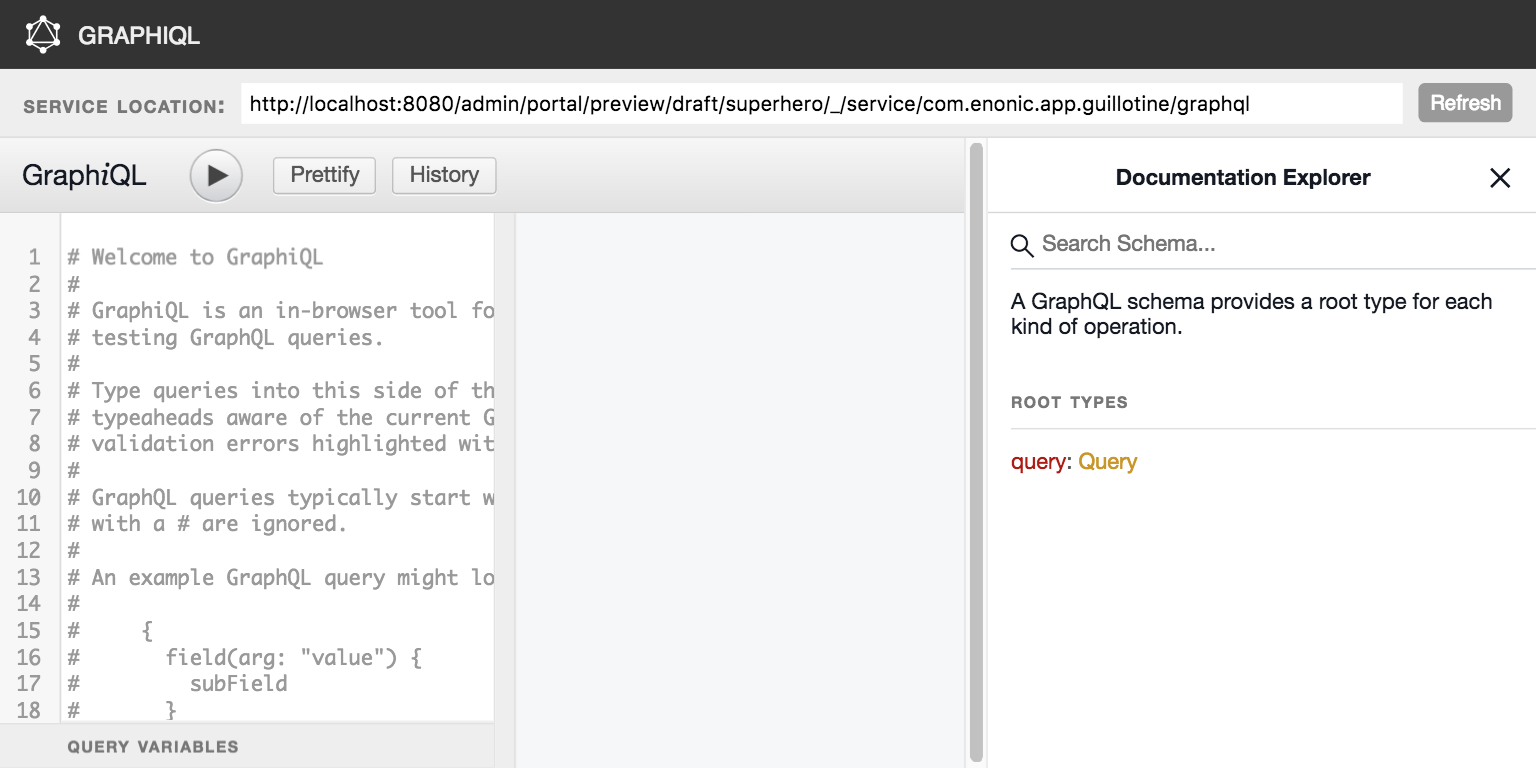 GRAPHIQL
SERVICE LOCATION: http://localhost:8080/admin/portal/preview/draft/superhero/_/service/com.enonic.app.guillotine/graphql Refresh
GraphiQL Prettify History
1 # Welcome to GraphiQL
2 #
3 # GraphiQL is an in-browser tool fo
4 # testing GraphQL queries.
5 #
6 # Type queries into this side of th
7 # typeaheads aware of the current G
8 # validation errors highlighted wit
9 #
10 # GraphQL queries typically start w
11 # with a # are ignored.
12 #
13 # An example GraphQL query might lo
14 #
15 #     {
16 #       field(arg: "value") {
17 #         subField
18 #       }
QUERY VARIABLES
Documentation Explorer
Search Schema...
A GraphQL schema provides a root type for each
kind of operation.
ROOT TYPES
query: Query